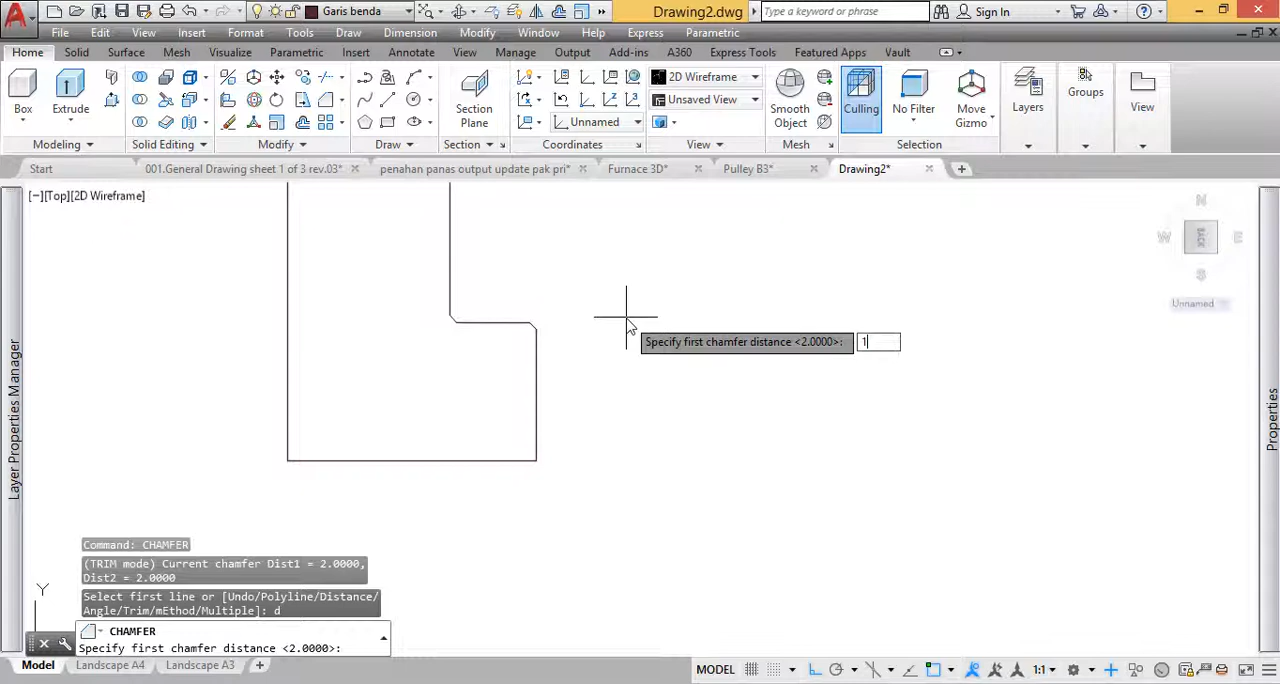 Garis benda
Drawing2.dwg
Type a keyword or phrase
Sign In
File Edit View Insert Format Tools Draw Dimension Modify Window Help Express Parametric
Home Solid Surface Mesh Visualize Parametric Insert Annotate View Manage Output Add-ins A360 Express Tools Featured Apps Vault
2D Wireframe
Unsaved View
Unnamed
Box Extrude
Section Plane
Smooth Object
Culling No Filter
Move Gizmo
Layers Groups View
Modeling Solid Editing Modify Draw Section Coordinates View Mesh Selection
Start 001.General Drawing sheet 1 of 3 rev.03* penahan panas output update pak pri* Furnace 3D* Pulley B3* Drawing2*
[−][Top][2D Wireframe]
N
W BACK E
S
Unnamed
Specify first chamfer distance <2.0000>: 1
Layer Properties Manager
Properties
Command: CHAMFER
(TRIM mode) Current chamfer Dist1 = 2.0000,
Dist2 = 2.0000
Select first line or [Undo/Polyline/Distance/
Angle/Trim/mEthod/Multiple]: d
Y
CHAMFER
Specify first chamfer distance <2.0000>:
Model Landscape A4 Landscape A3
MODEL 1:1